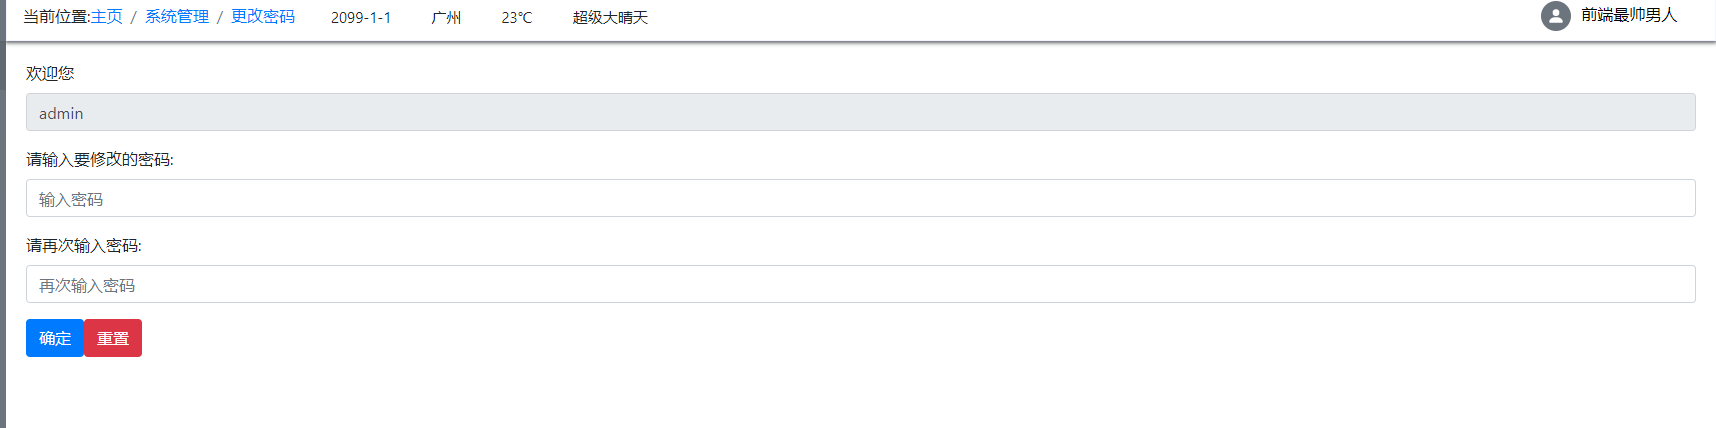 当前位置:主页 / 系统管理 / 更改密码 2099-1-1 广州 23℃ 超级大晴天 前端最帅男人
欢迎您
admin
请输入要修改的密码:
输入密码
请再次输入密码:
再次输入密码
确定 重置